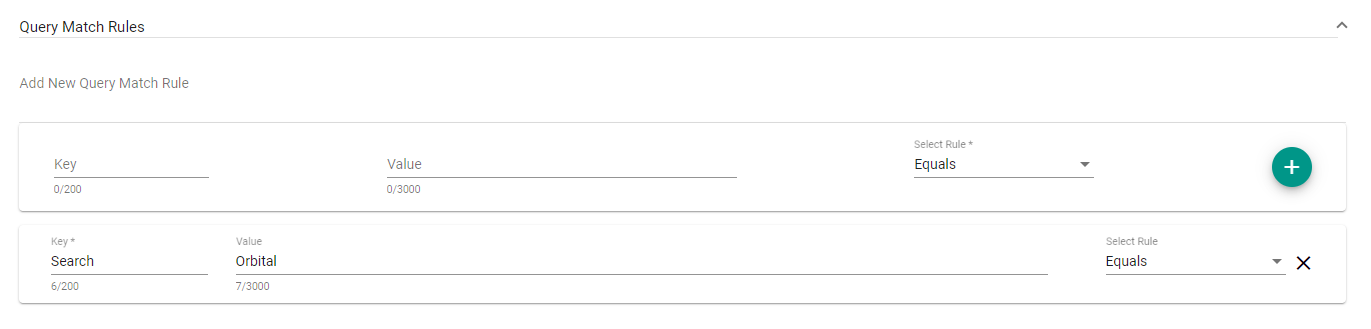 Query Match Rules
Add New Query Match Rule
Key
Value
Select Rule *
Equals
0/200
0/3000
Key *
Value
Select Rule
Search
Orbital
Equals
6/200
7/3000